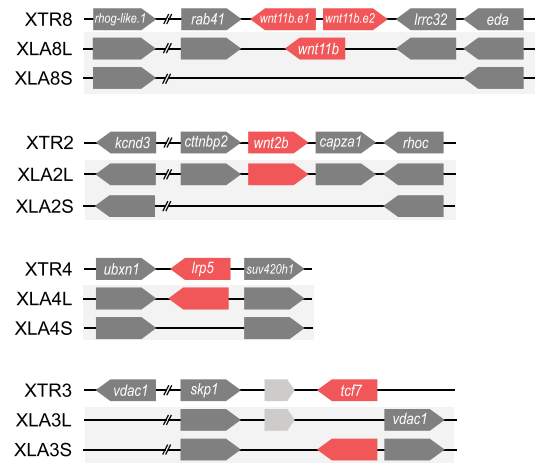 XTR8 rhog-like.1 rab41 wnt11b.e1 wnt11b.e2 lrrc32 eda
XLA8L wnt11b
XLA8S
XTR2 kcnd3 cttnbp2 wnt2b capza1 rhoc
XLA2L
XLA2S
XTR4 ubxn1 lrp5 suv420h1
XLA4L
XLA4S
XTR3 vdac1 skp1 tcf7
XLA3L vdac1
XLA3S